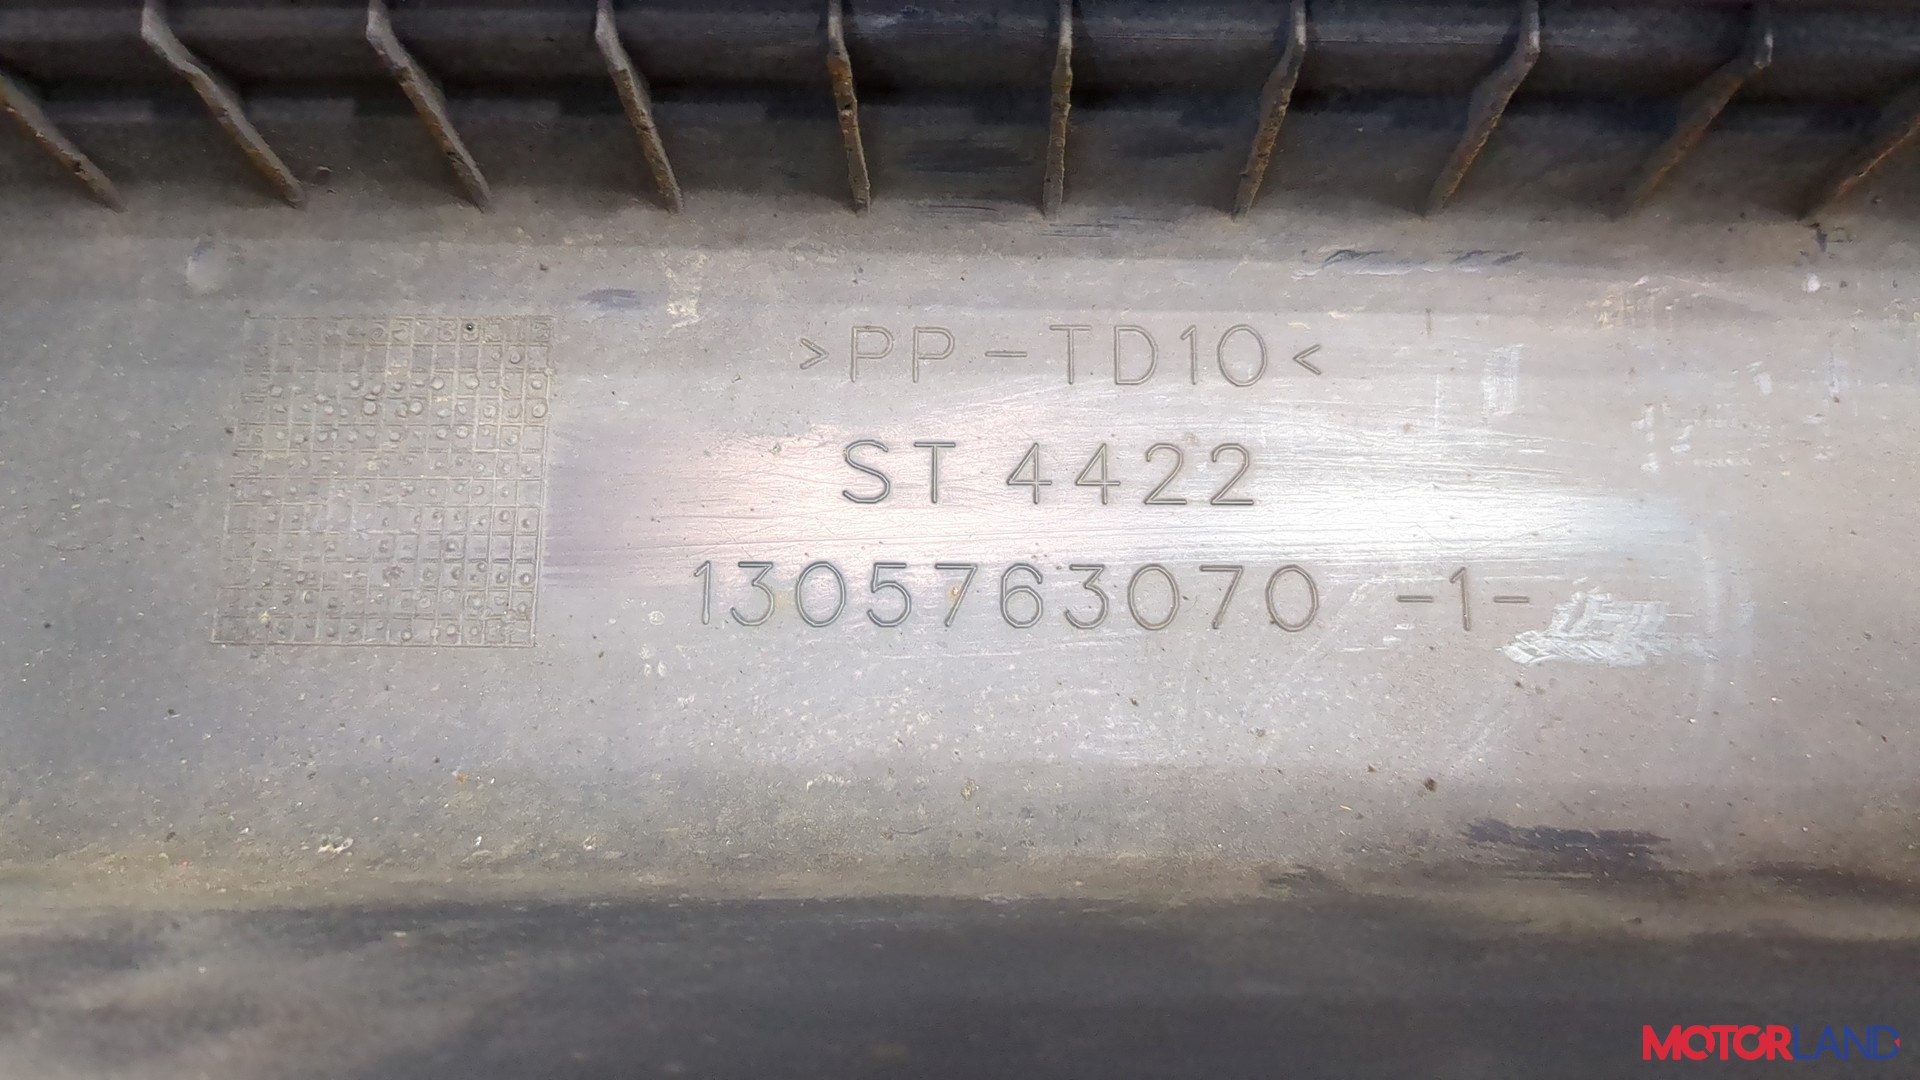 >PP-TD10<
ST 4422
1305763070 -1-
MOTORLAND